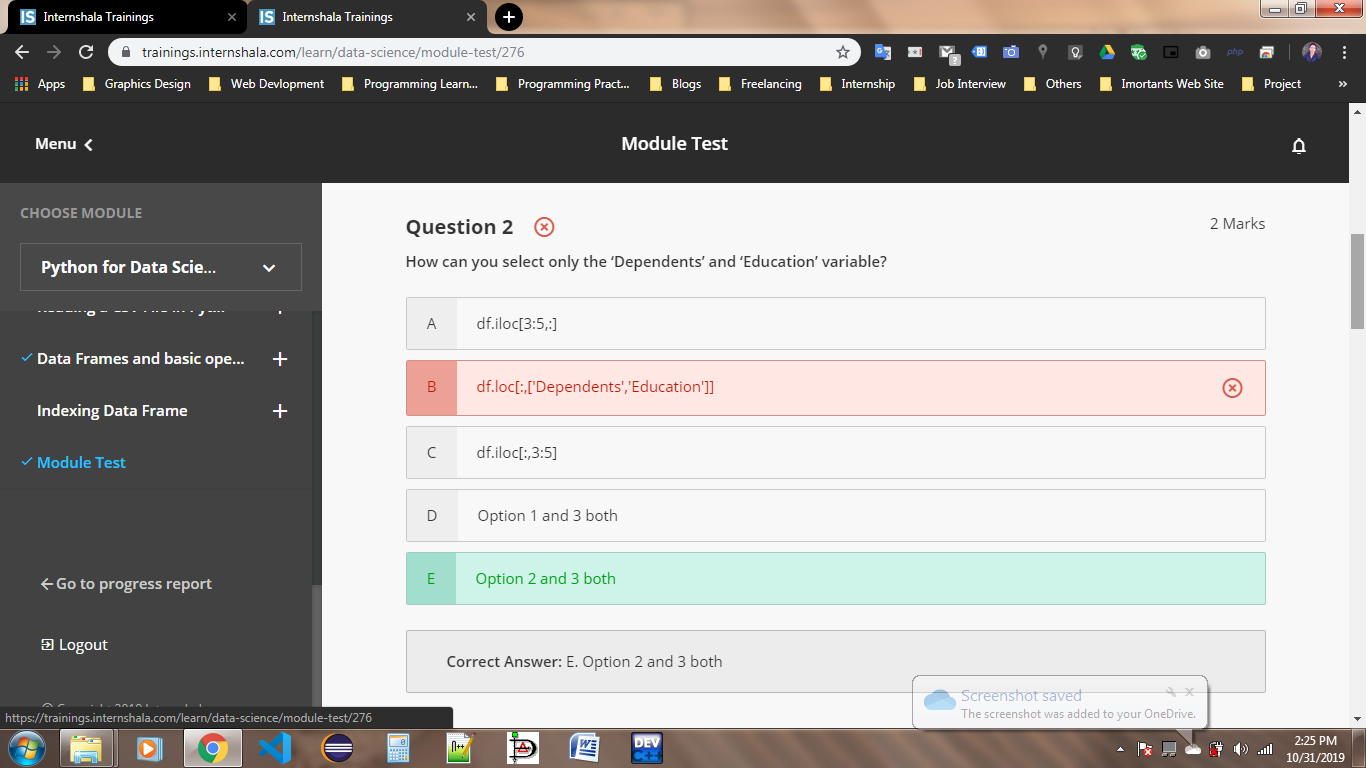 Internshala Trainings
Internshala Trainings
trainings.internshala.com/learn/data-science/module-test/276
Apps
Graphics Design
Web Devlopment
Programming Learn...
Programming Pract...
Blogs
Freelancing
Internship
Job Interview
Others
Imortants Web Site
Project
»
Menu
Module Test
CHOOSE MODULE
Python for Data Scie...
Data Frames and basic ope...
Indexing Data Frame
Module Test
Go to progress report
Logout
Question 2
2 Marks
How can you select only the ‘Dependents’ and ‘Education’ variable?
A df.iloc[3:5,:]
B df.loc[:,['Dependents','Education']]
C df.iloc[:,3:5]
D Option 1 and 3 both
E Option 2 and 3 both
Correct Answer: E. Option 2 and 3 both
Screenshot saved
The screenshot was added to your OneDrive.
https://trainings.internshala.com/learn/data-science/module-test/276
DEV
C++
2:25 PM
10/31/2019